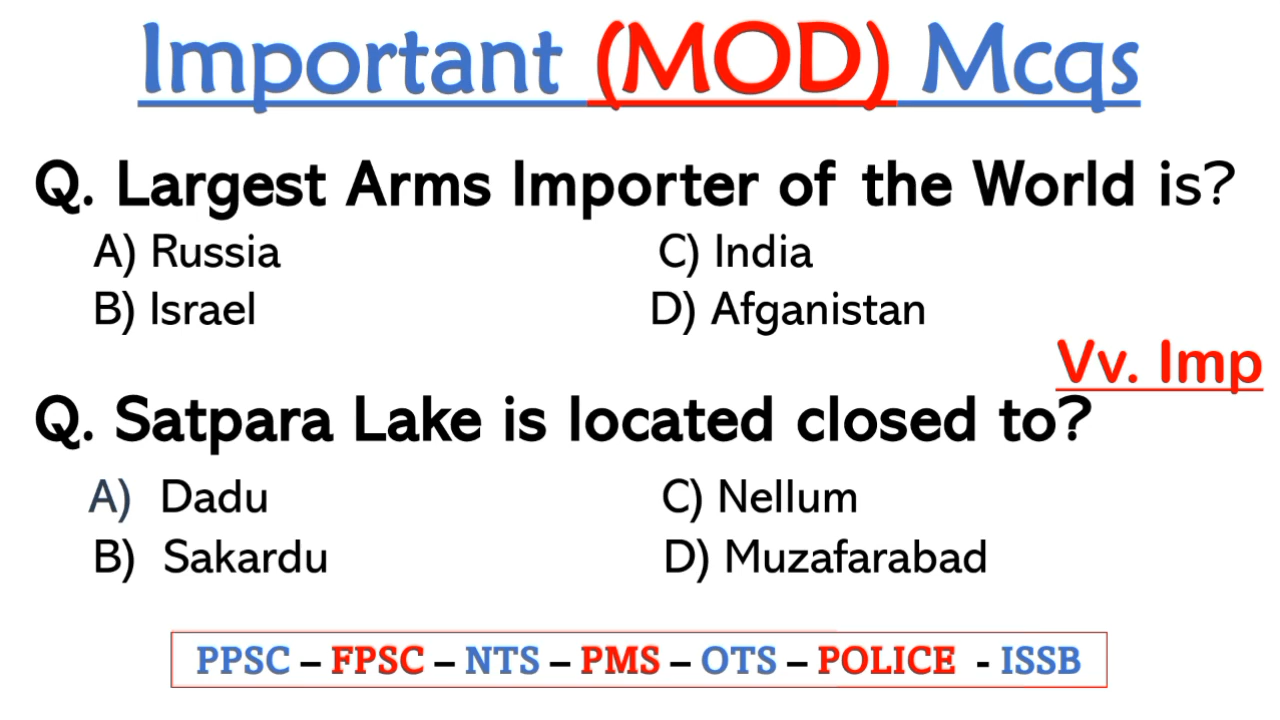 Important (MOD) Mcqs
Q. Largest Arms Importer of the World is?
A) Russia
C) India
B) Israel
D) Afganistan
Vv. Imp
Q. Satpara Lake is located closed to?
A) Dadu
C) Nellum
B) Sakardu
D) Muzafarabad
PPSC – FPSC – NTS – PMS – OTS – POLICE - ISSB